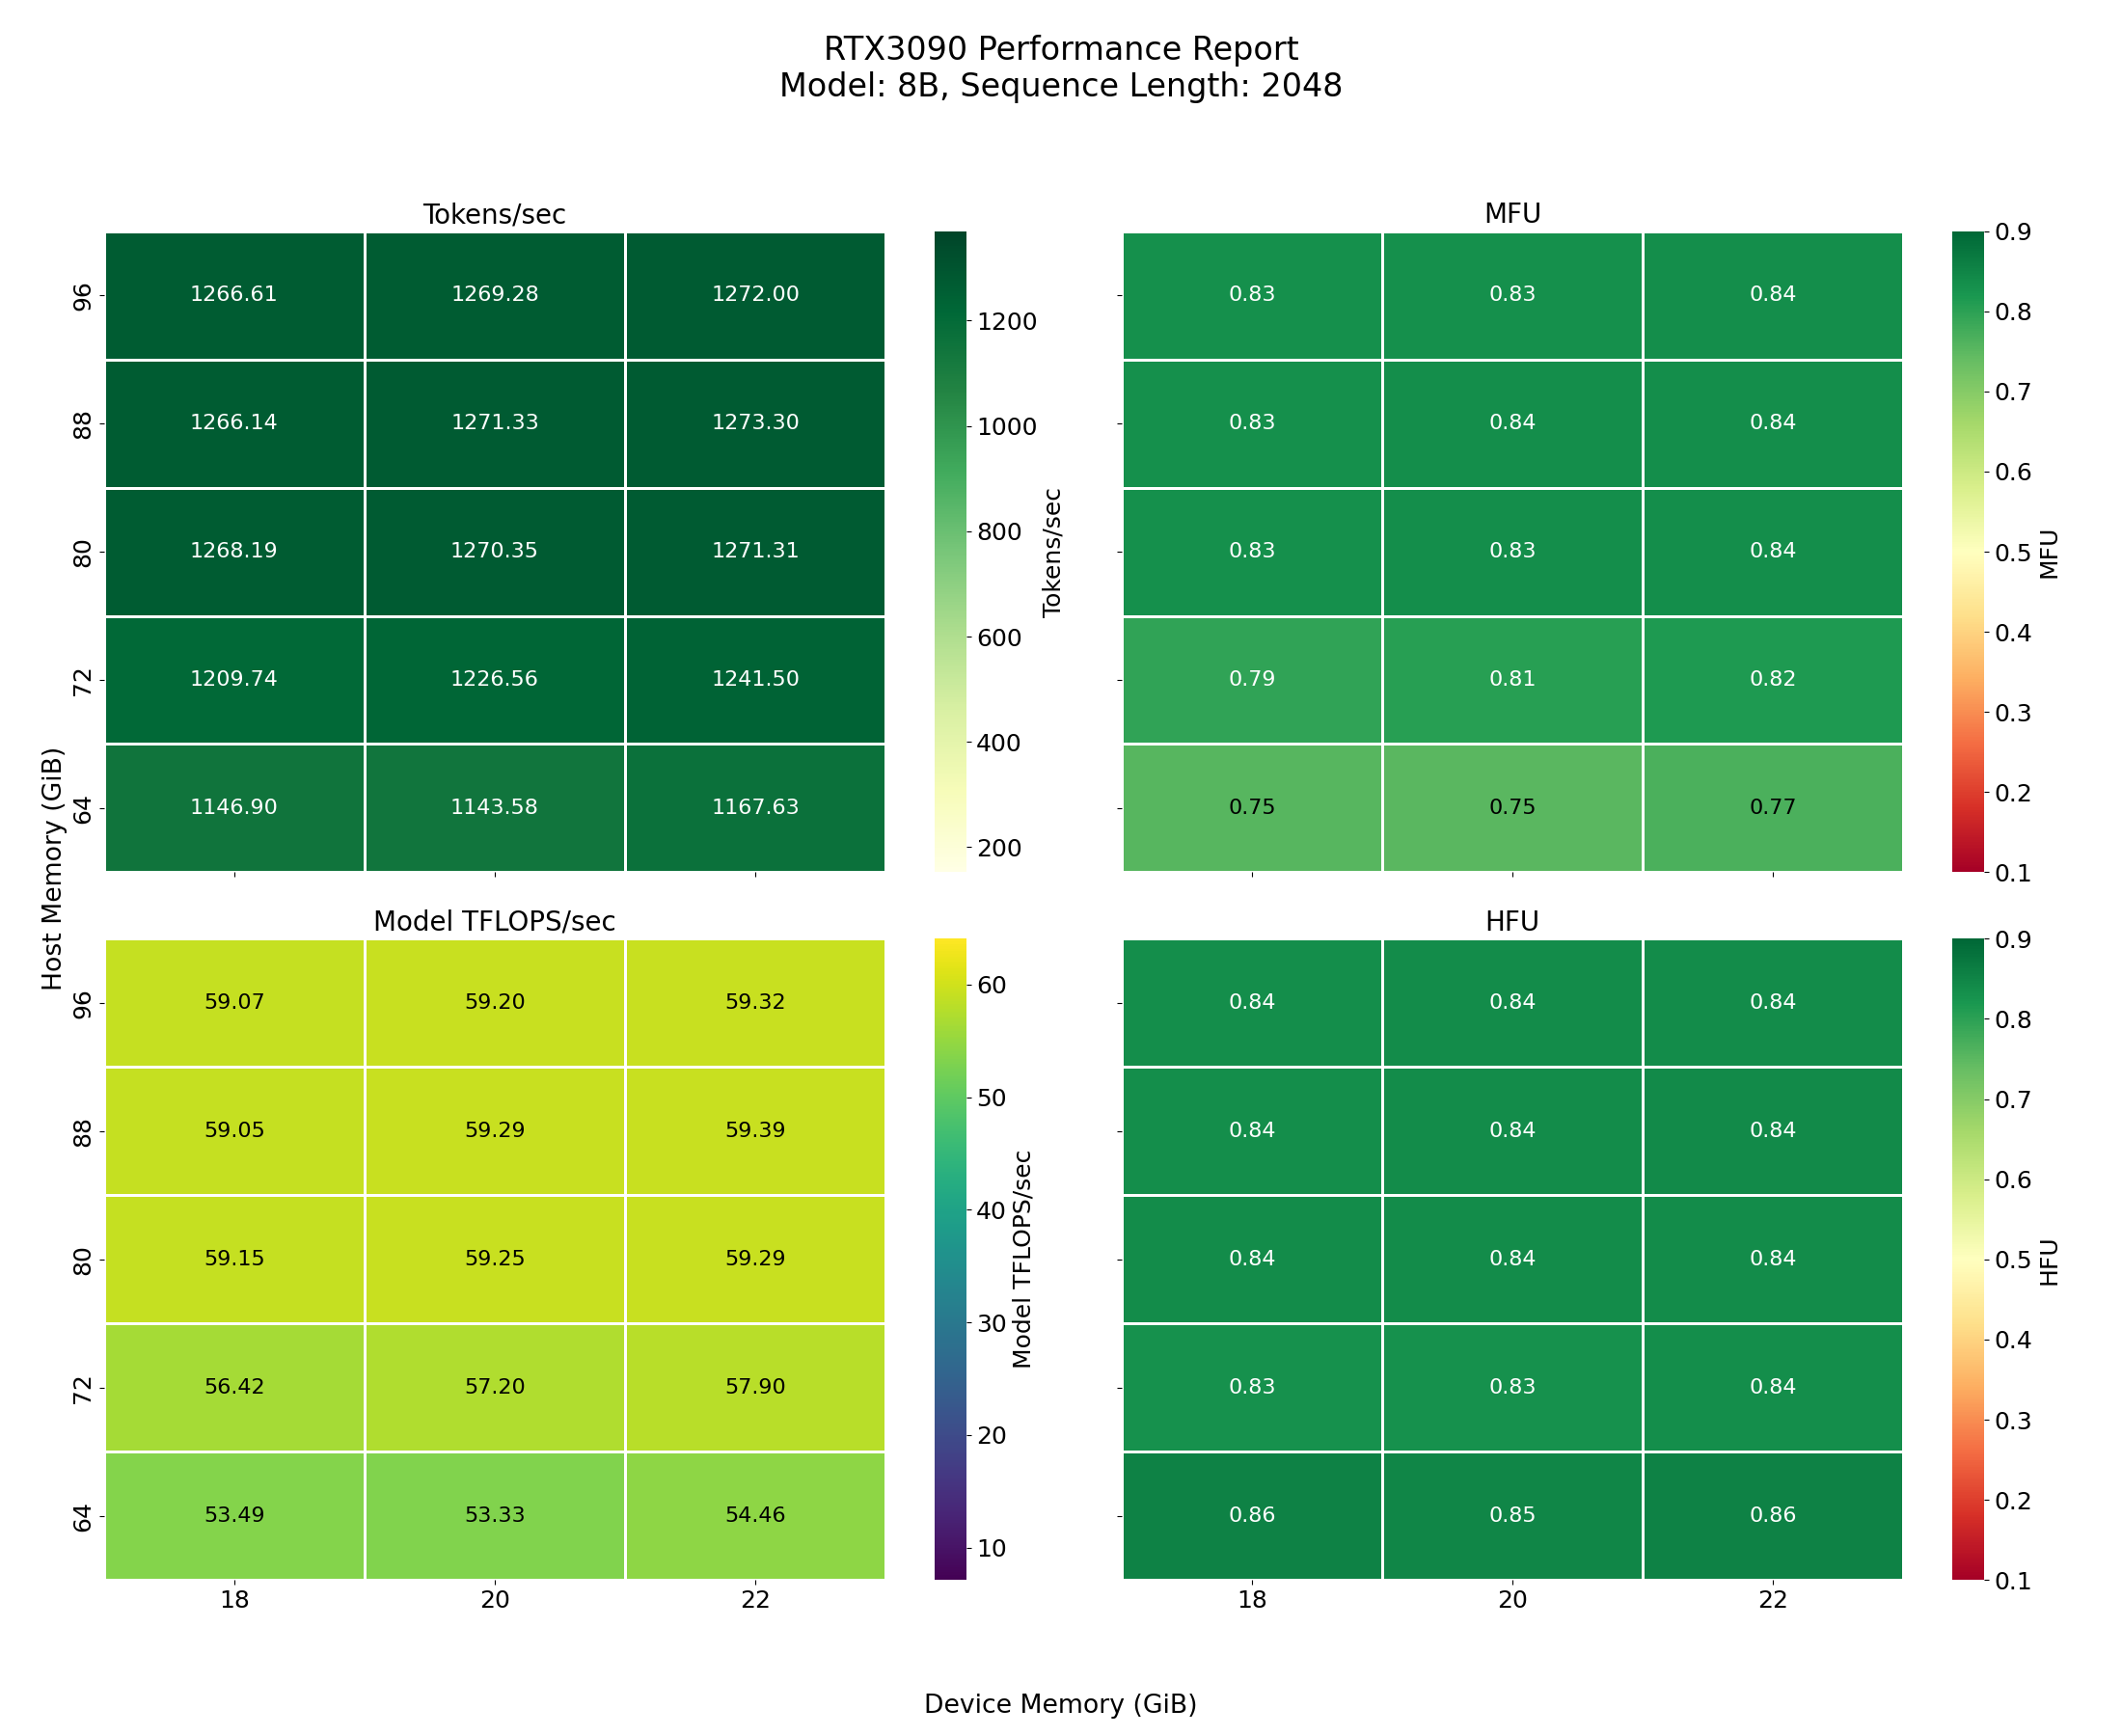 RTX3090 Performance Report
Model: 8B, Sequence Length: 2048
Tokens/sec
96 1266.61 1269.28 1272.00
88 1266.14 1271.33 1273.30
80 1268.19 1270.35 1271.31
72 1209.74 1226.56 1241.50
64 1146.90 1143.58 1167.63
1200
1000
800
600
400
200
Tokens/sec
MFU
0.83 0.83 0.84
0.83 0.84 0.84
0.83 0.83 0.84
0.79 0.81 0.82
0.75 0.75 0.77
0.9
0.8
0.7
0.6
0.5
0.4
0.3
0.2
0.1
MFU
Host Memory (GiB)
Model TFLOPS/sec
96 59.07 59.20 59.32
88 59.05 59.29 59.39
80 59.15 59.25 59.29
72 56.42 57.20 57.90
64 53.49 53.33 54.46
18 20 22
60
50
40
30
20
10
Model TFLOPS/sec
HFU
0.84 0.84 0.84
0.84 0.84 0.84
0.84 0.84 0.84
0.83 0.83 0.84
0.86 0.85 0.86
18 20 22
0.9
0.8
0.7
0.6
0.5
0.4
0.3
0.2
0.1
HFU
Device Memory (GiB)